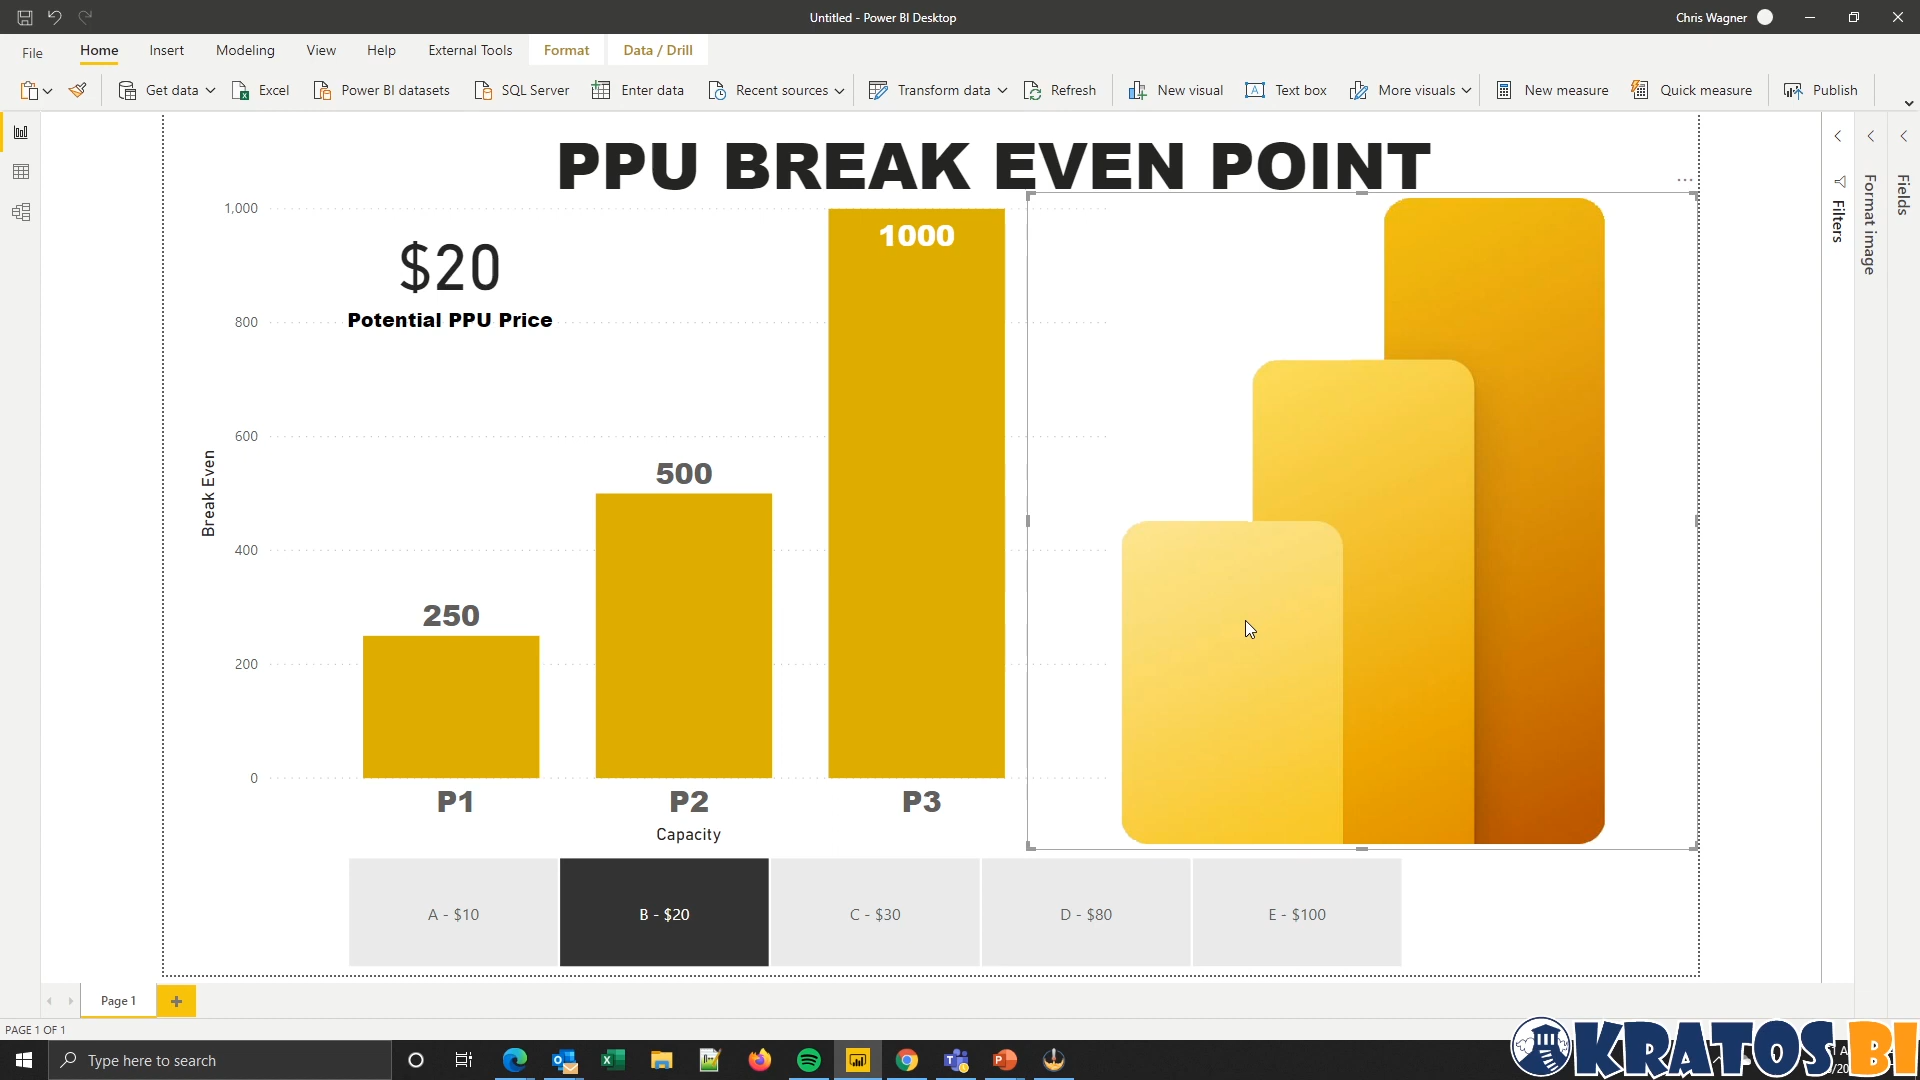 Untitled - Power BI Desktop
Chris Wagner
File Home Insert Modeling View Help External Tools Format Data / Drill
Get data Excel Power BI datasets SQL Server Enter data Recent sources Transform data Refresh New visual Text box More visuals New measure Quick measure Publish
PPU BREAK EVEN POINT
1,000
800
600
400
200
0
Break Even
$20
Potential PPU Price
250
500
1000
P1 P2 P3
Capacity
A - $10
B - $20
C - $30
D - $80
E - $100
Filters
Format image
Fields
Page 1
PAGE 1 OF 1
Type here to search
KRATOS BI